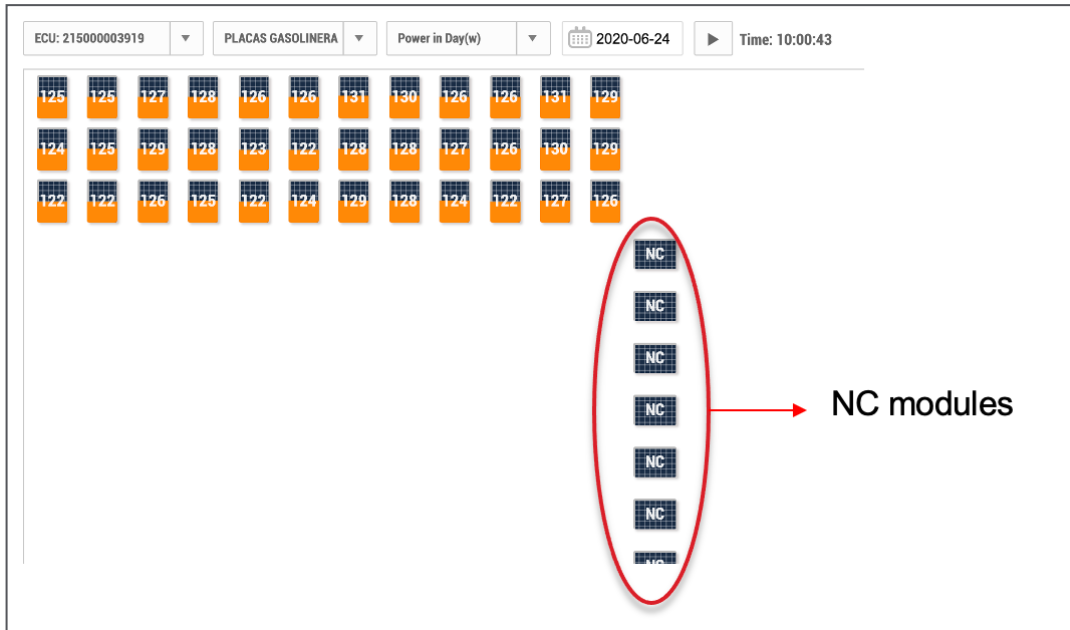 ECU: 215000003919 PLACAS GASOLINERA Power in Day(w) 2020-06-24 Time: 10:00:43
125 125 127 128 126 126 131 130 126 126 131 129
124 125 129 128 123 122 128 128 127 126 130 129
122 122 126 125 122 124 129 128 124 122 127 126
NC
NC
NC
NC NC modules
NC
NC
NC